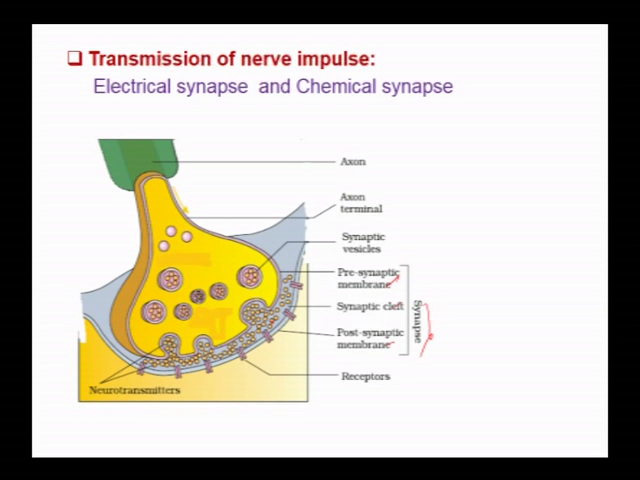 ❑ Transmission of nerve impulse:
Electrical synapse and Chemical synapse
Axon
Axon
terminal
Synaptic
vesicles
Pre-synaptic
membrane
Synaptic cleft
Post-synaptic
membrane
Synapse
Receptors
Neurotransmitters